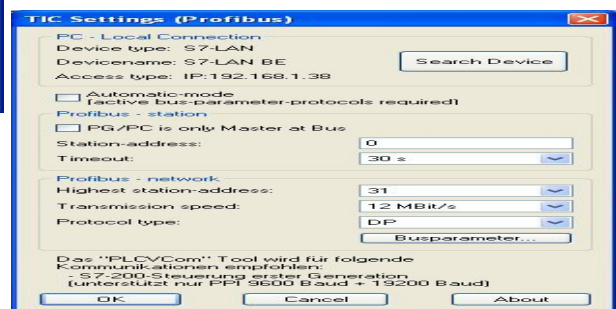 TIC Settings (Profibus)
PC - Local Connection
Device type: S7-LAN
Devicename: S7-LAN BE
Search Device
Access type: IP:192.168.1.38
Automatic-mode
(active bus-parameter-protocols required)
Profibus - station
PG/PC is only Master at Bus
Station-address: 0
Timeout: 30 s
Profibus - network
Highest station-address: 31
Transmission speed: 12 MBit/s
Protocol type: DP
Busparameter...
Das "PLCVCom" Tool wird für folgende
Kommunikationen empfohlen:
- S7-200-Steuerung erster Generation
(unterstützt nur PPI 9600 Baud + 19200 Baud)
OK Cancel About